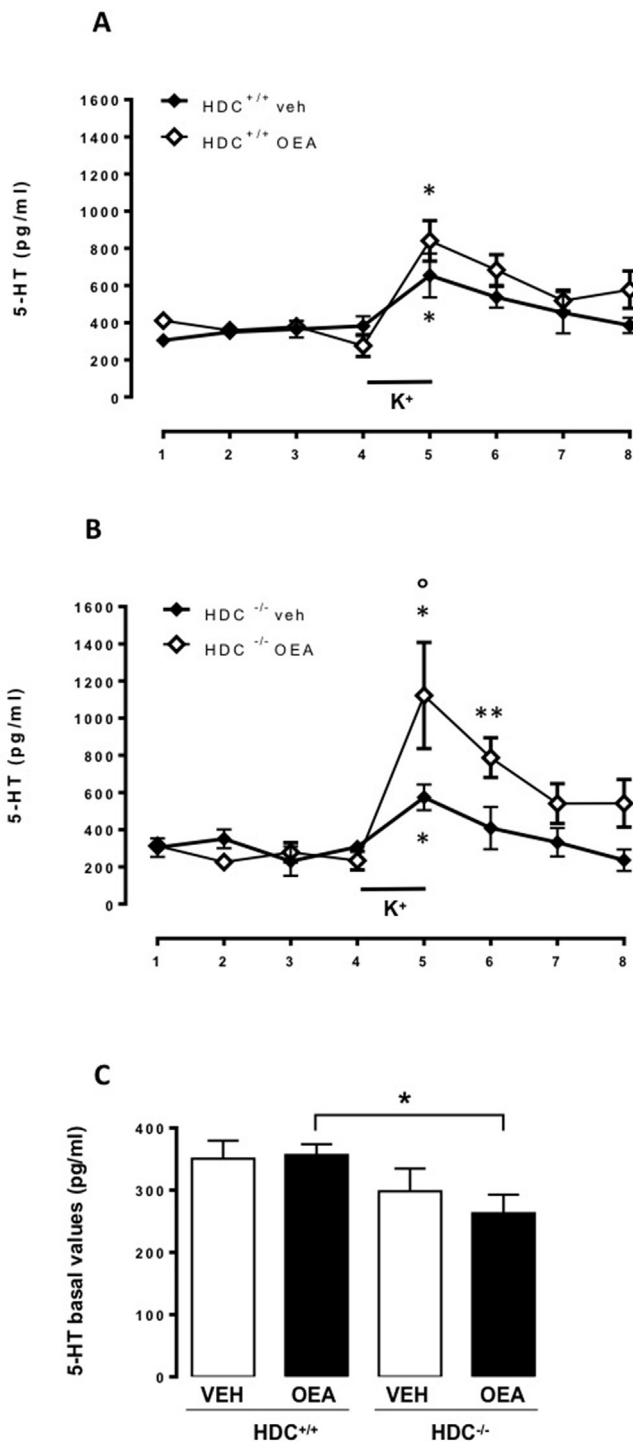 A
HDC+/+ veh
HDC+/+ OEA
1600
1400
1200
1000
800
600
400
200
0
5-HT (pg/ml)
*
*
K+
1 2 3 4 5 6 7 8
B
HDC-/- veh
HDC-/- OEA
1600
1400
1200
1000
800
600
400
200
0
5-HT (pg/ml)
°
*
**
*
K+
1 2 3 4 5 6 7 8
C
*
400
300
200
100
0
5-HT basal values (pg/ml)
VEH OEA VEH OEA
HDC+/+ HDC-/-